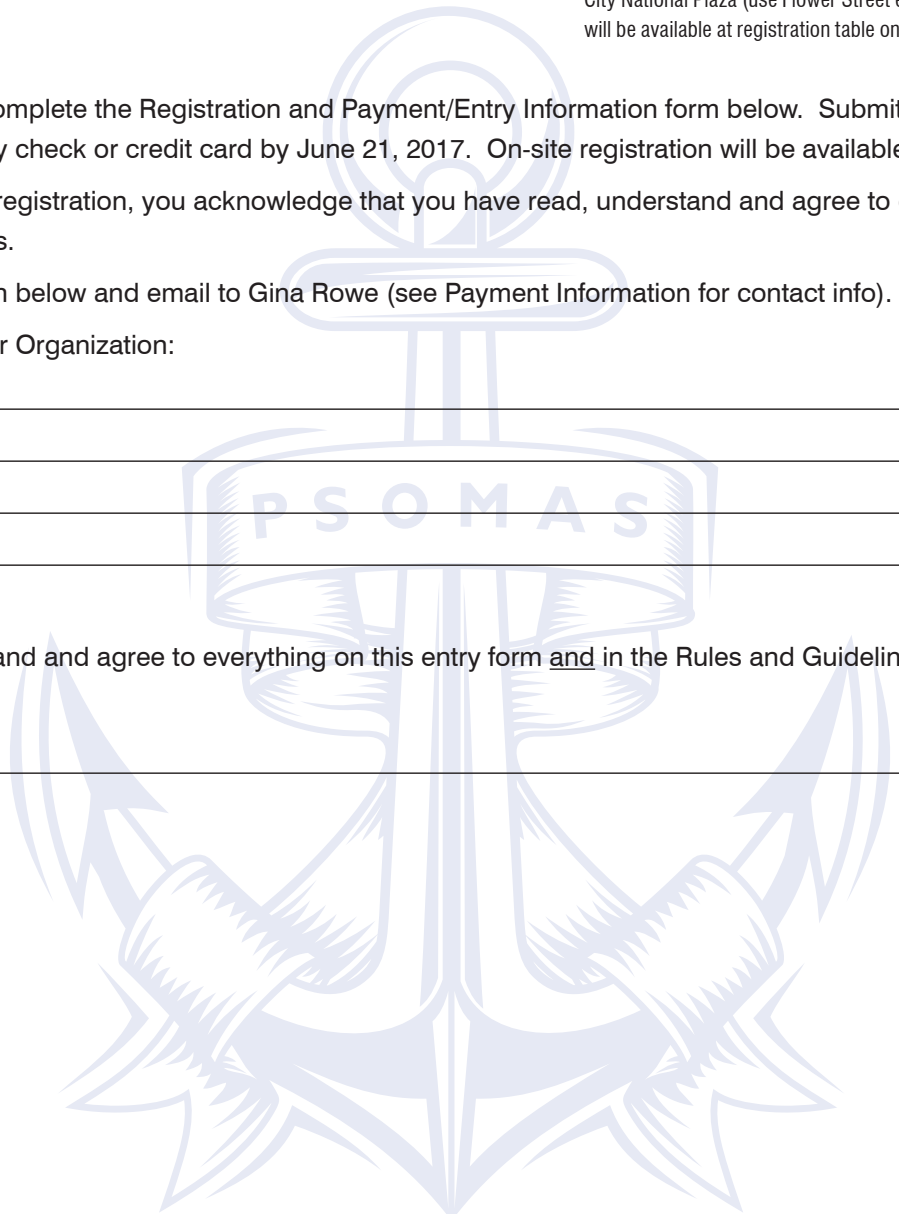 City National Plaza (use Flower Street
will be available at registration table on
omplete the Registration and Payment/Entry Information form below. Submit
y check or credit card by June 21, 2017. On-site registration will be available
registration, you acknowledge that you have read, understand and agree to
s.
n below and email to Gina Rowe (see Payment Information for contact info).
r Organization:
PSOMAS
and and agree to everything on this entry form and in the Rules and Guidelin